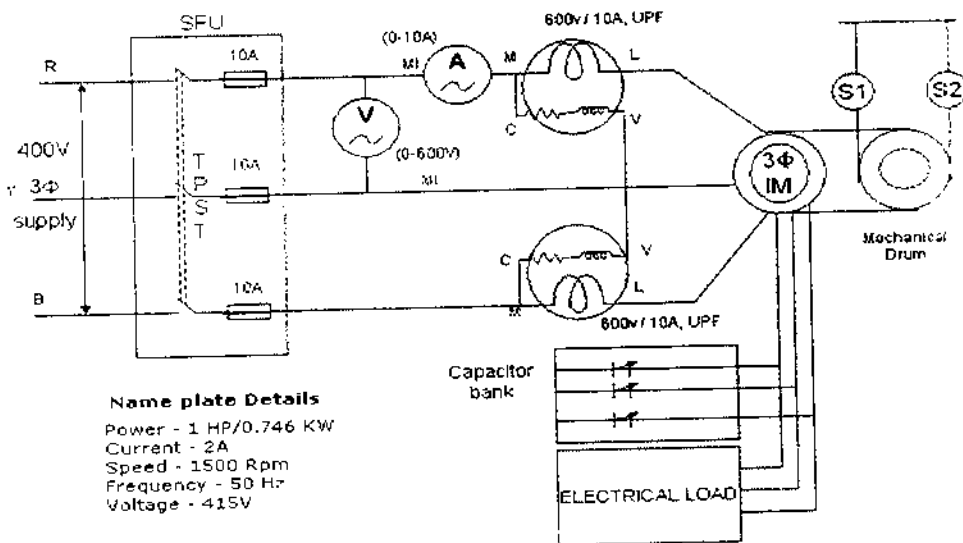 SFU
600v / 10A, UPF
(0-10A)
10A
MI
A
M
L
R
S1
S2
C
V
V
400V
(0-600V)
3Φ
IM
T
P
S
T
10A
MI
Y
3Φ
supply
Mechanical
Drum
C
V
10A
L
B
M
600v / 10A, UPF
Capacitor
bank
Name plate Details
Power - 1 HP/0.746 KW
Current - 2A
Speed - 1500 Rpm
Frequency - 50 Hz
Voltage - 415V
ELECTRICAL LOAD